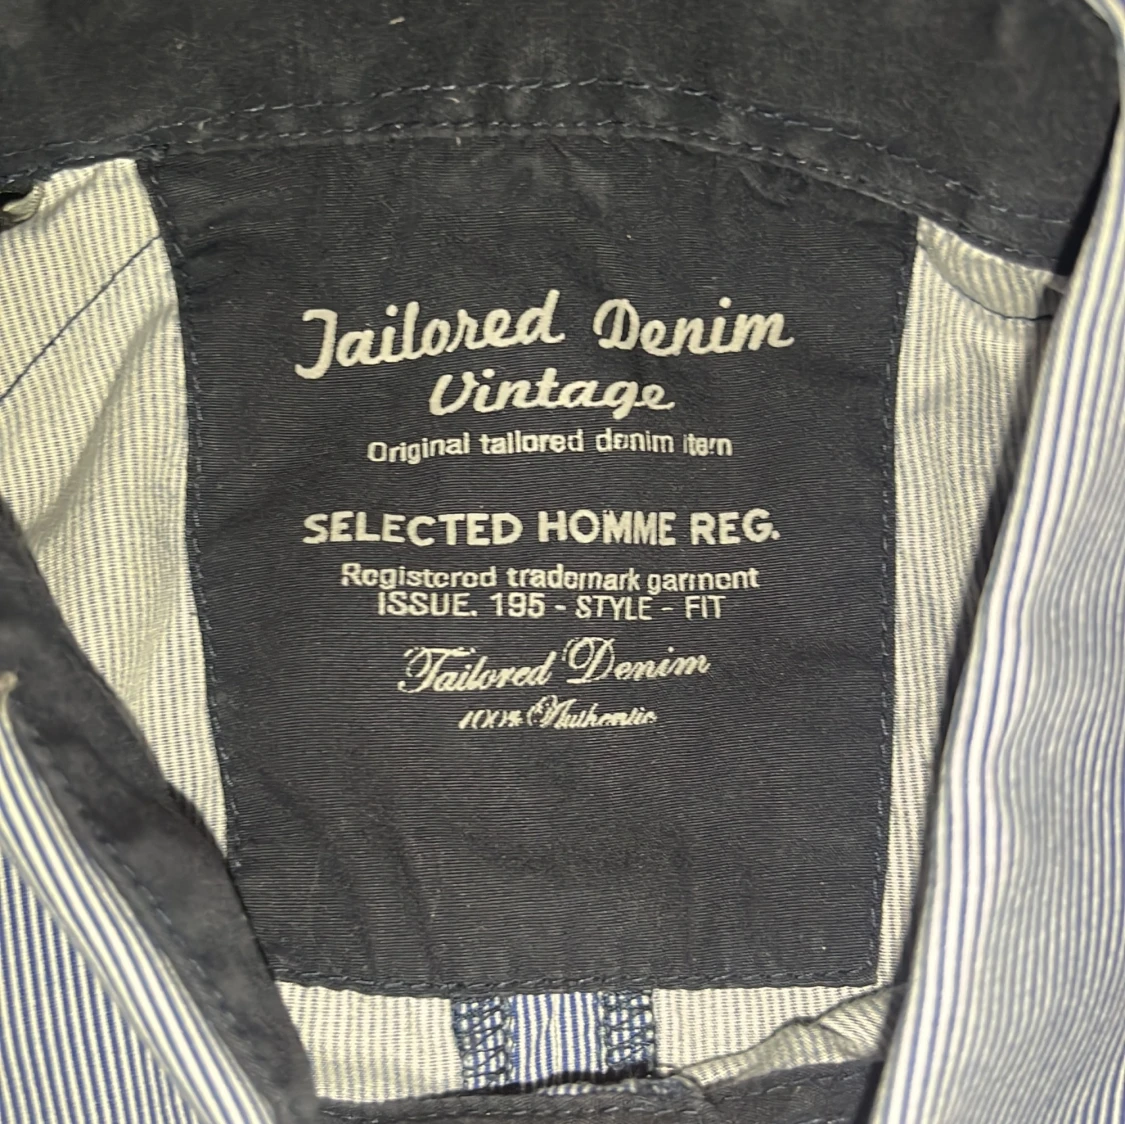 Tailored Denim
Vintage
Original tailored denim item
SELECTED HOMME REG.
Registered trademark garment
ISSUE. 195 - STYLE - FIT
Tailored Denim
100% Authentic